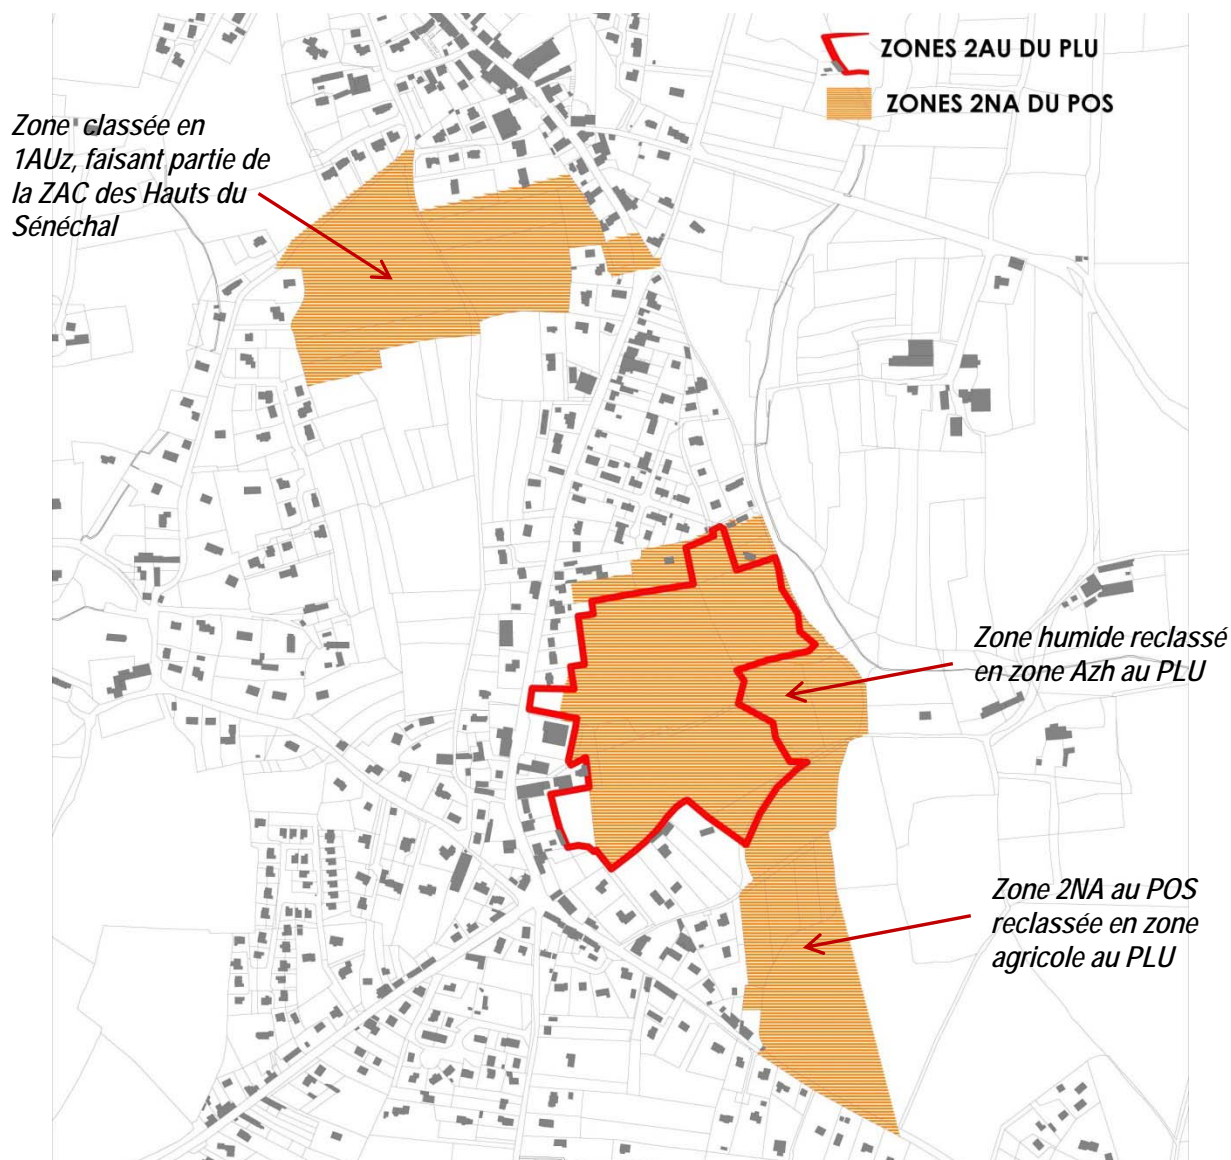 ZONES 2AU DU PLU
ZONES 2NA DU POS
Zone classée en
1AUz, faisant partie de
la ZAC des Hauts du
Sénéchal
Zone humide reclassé
en zone Azh au PLU
Zone 2NA au POS
reclassée en zone
agricole au PLU